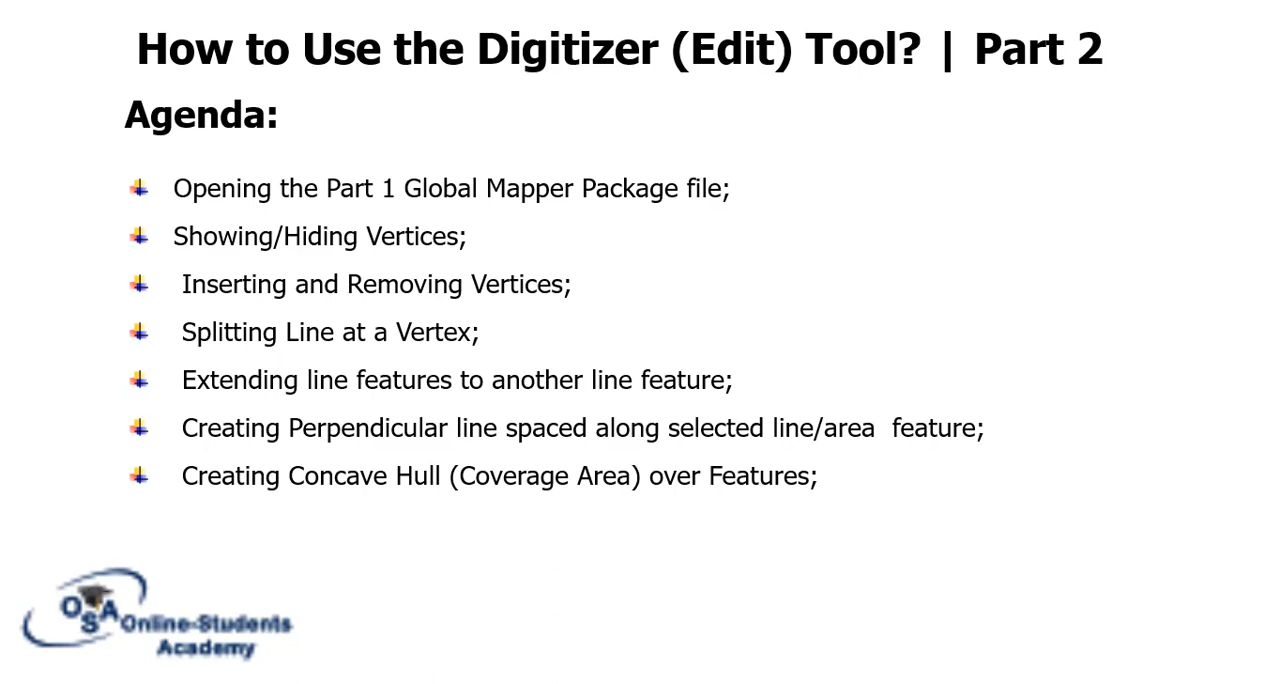 How to Use the Digitizer (Edit) Tool? | Part 2
Agenda:
Opening the Part 1 Global Mapper Package file;
Showing/Hiding Vertices;
Inserting and Removing Vertices;
Splitting Line at a Vertex;
Extending line features to another line feature;
Creating Perpendicular line spaced along selected line/area  feature;
Creating Concave Hull (Coverage Area) over Features;
OSA Online-Students
Academy